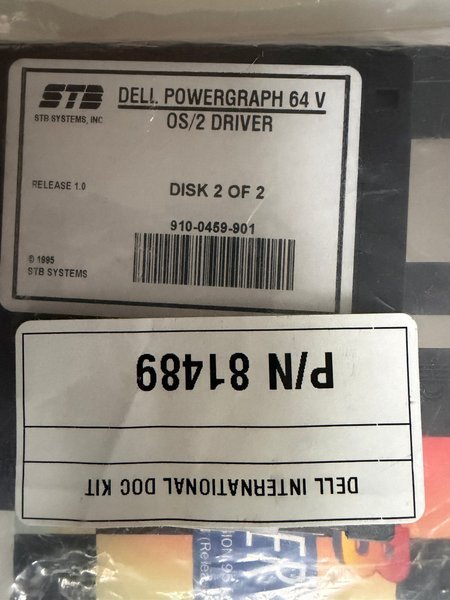 STB
STB SYSTEMS, INC
DELL POWERGRAPH 64 V
OS/2 DRIVER
RELEASE 1.0
DISK 2 OF 2
910-0459-901
© 1995
STB SYSTEMS
P/N 81489
DELL INTERNATIONAL DOC KIT